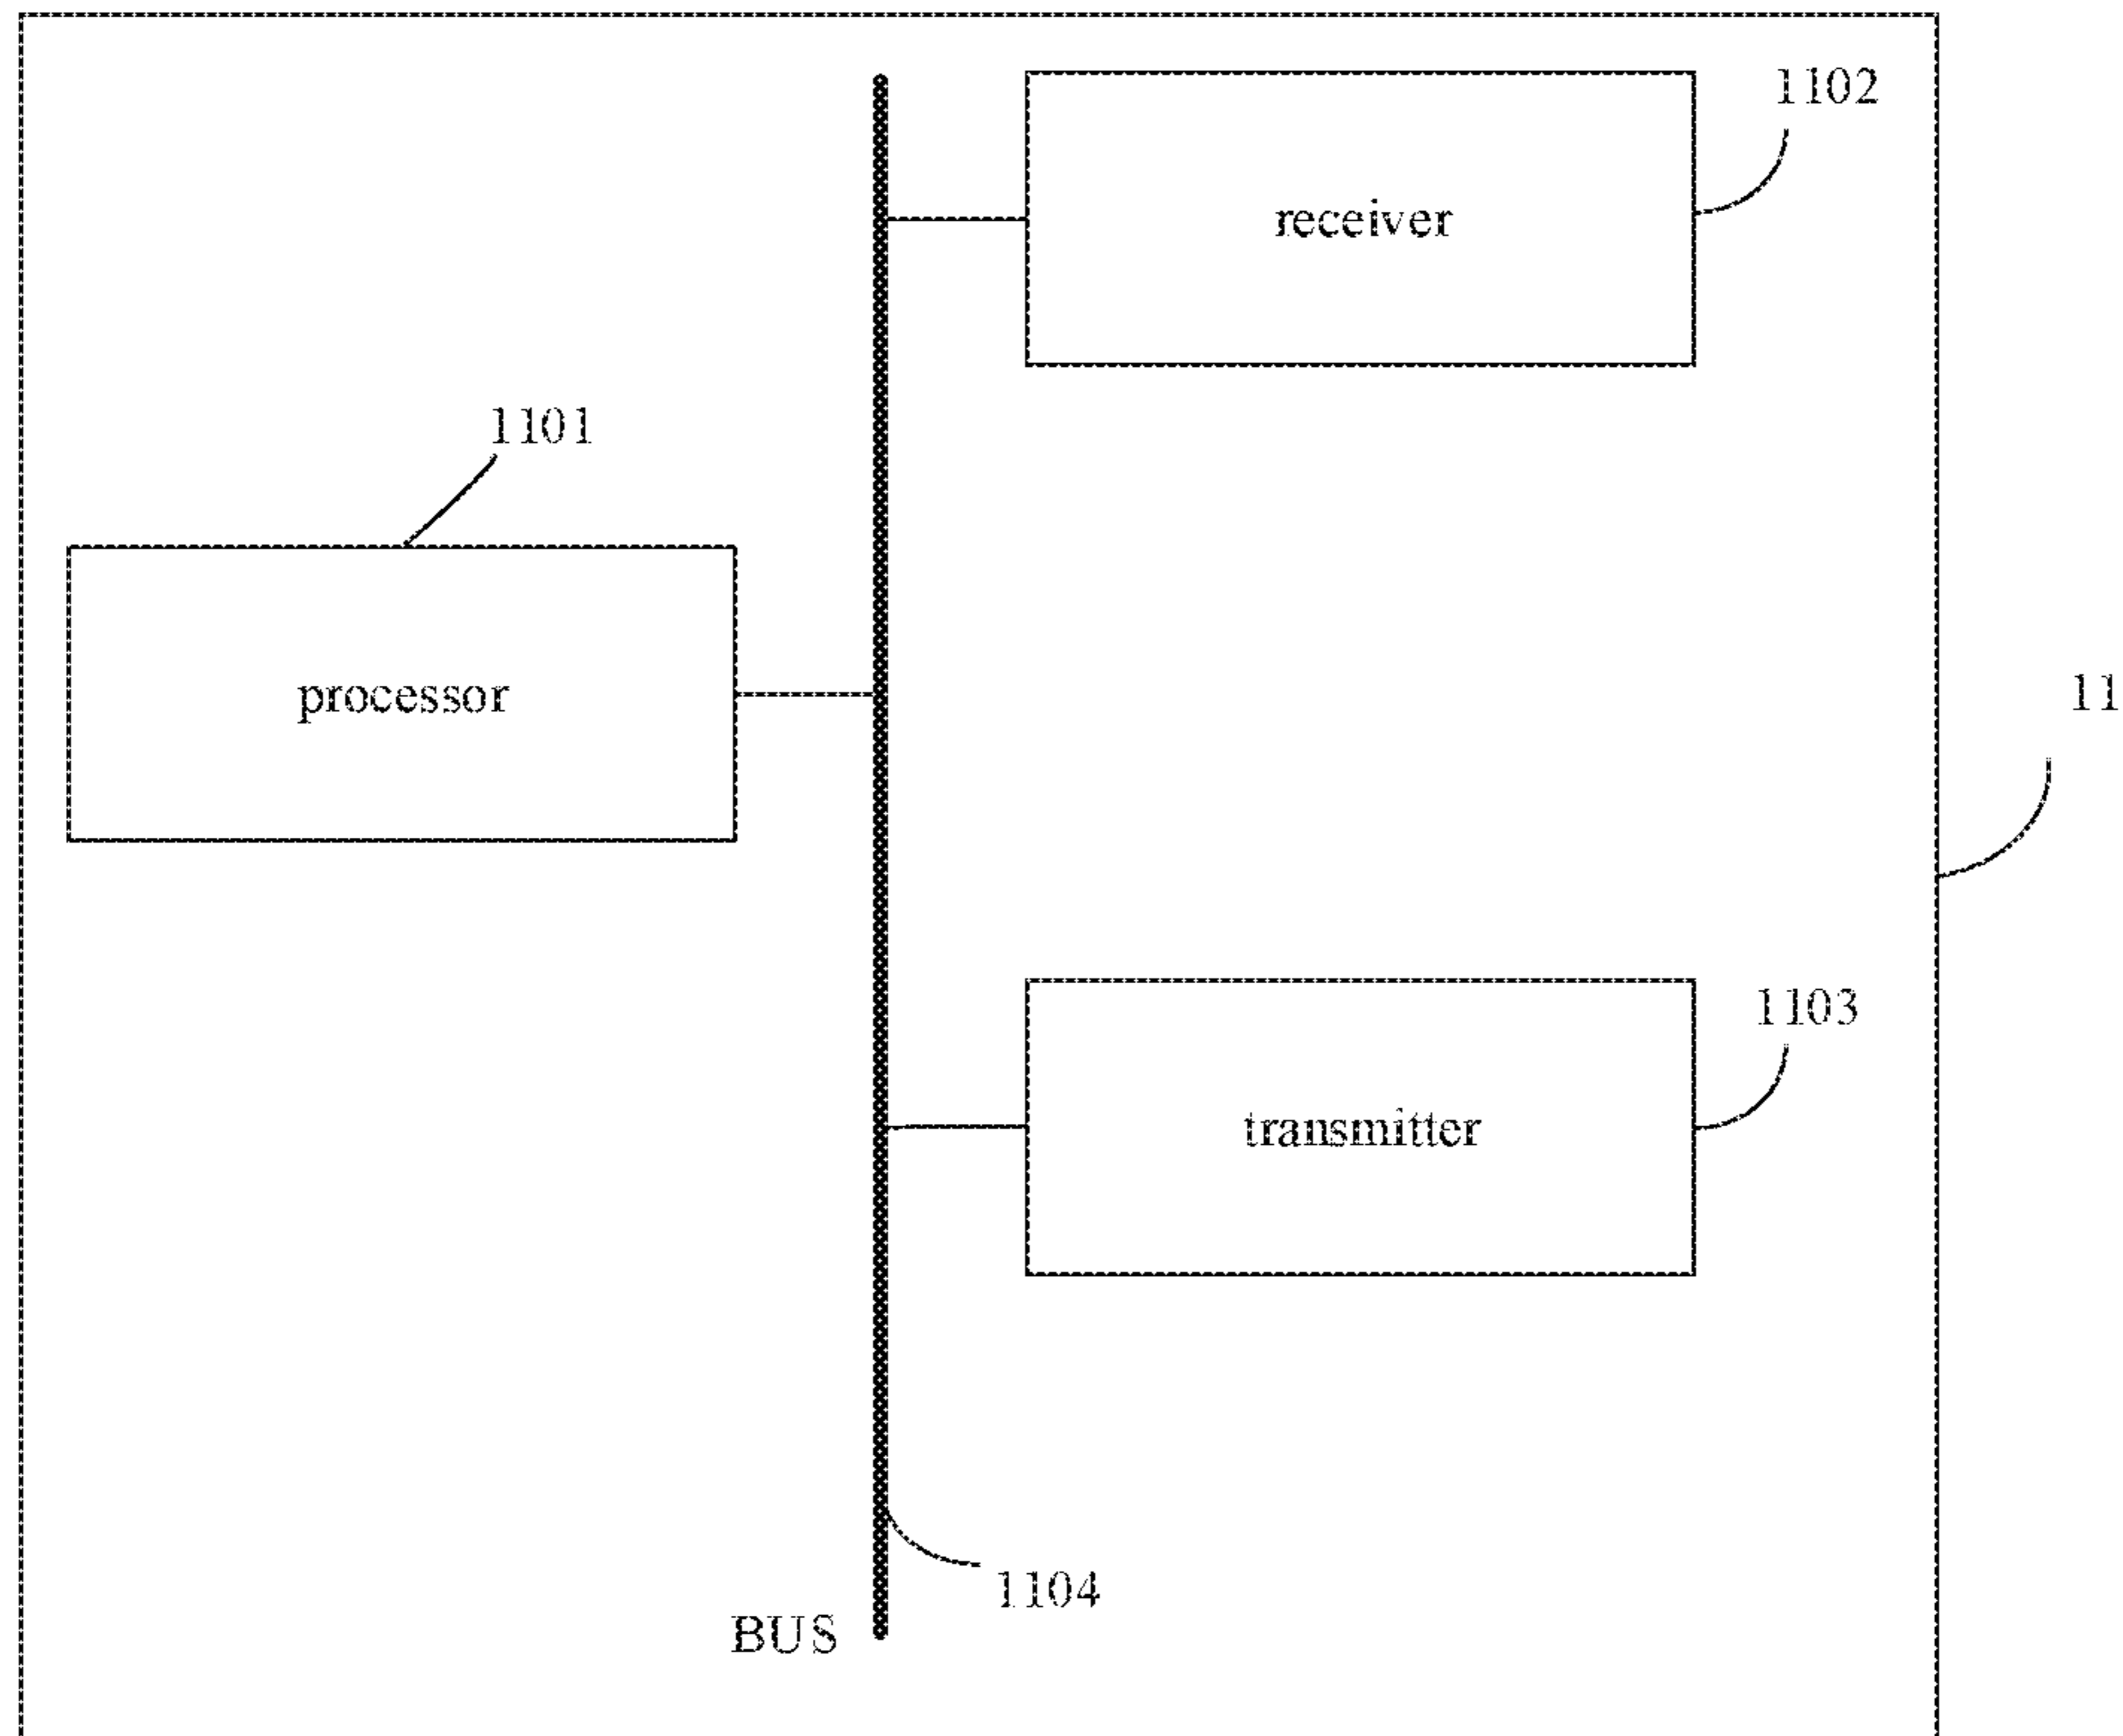 1102
receiver
1101
processor
11
1103
transmitter
1104
BUS